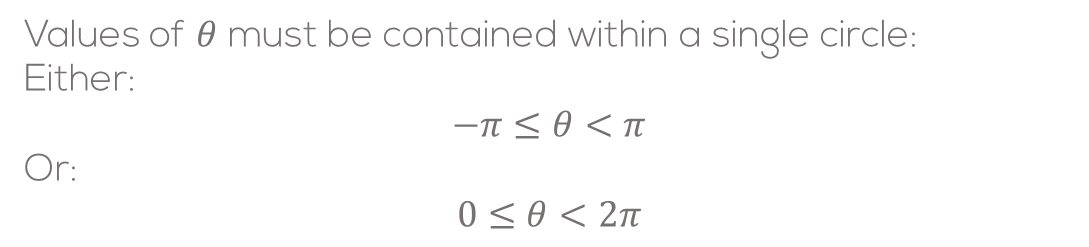 Values of θ must be contained within a single circle:
Either:
−π ≤ θ < π
Or:
0 ≤ θ < 2π